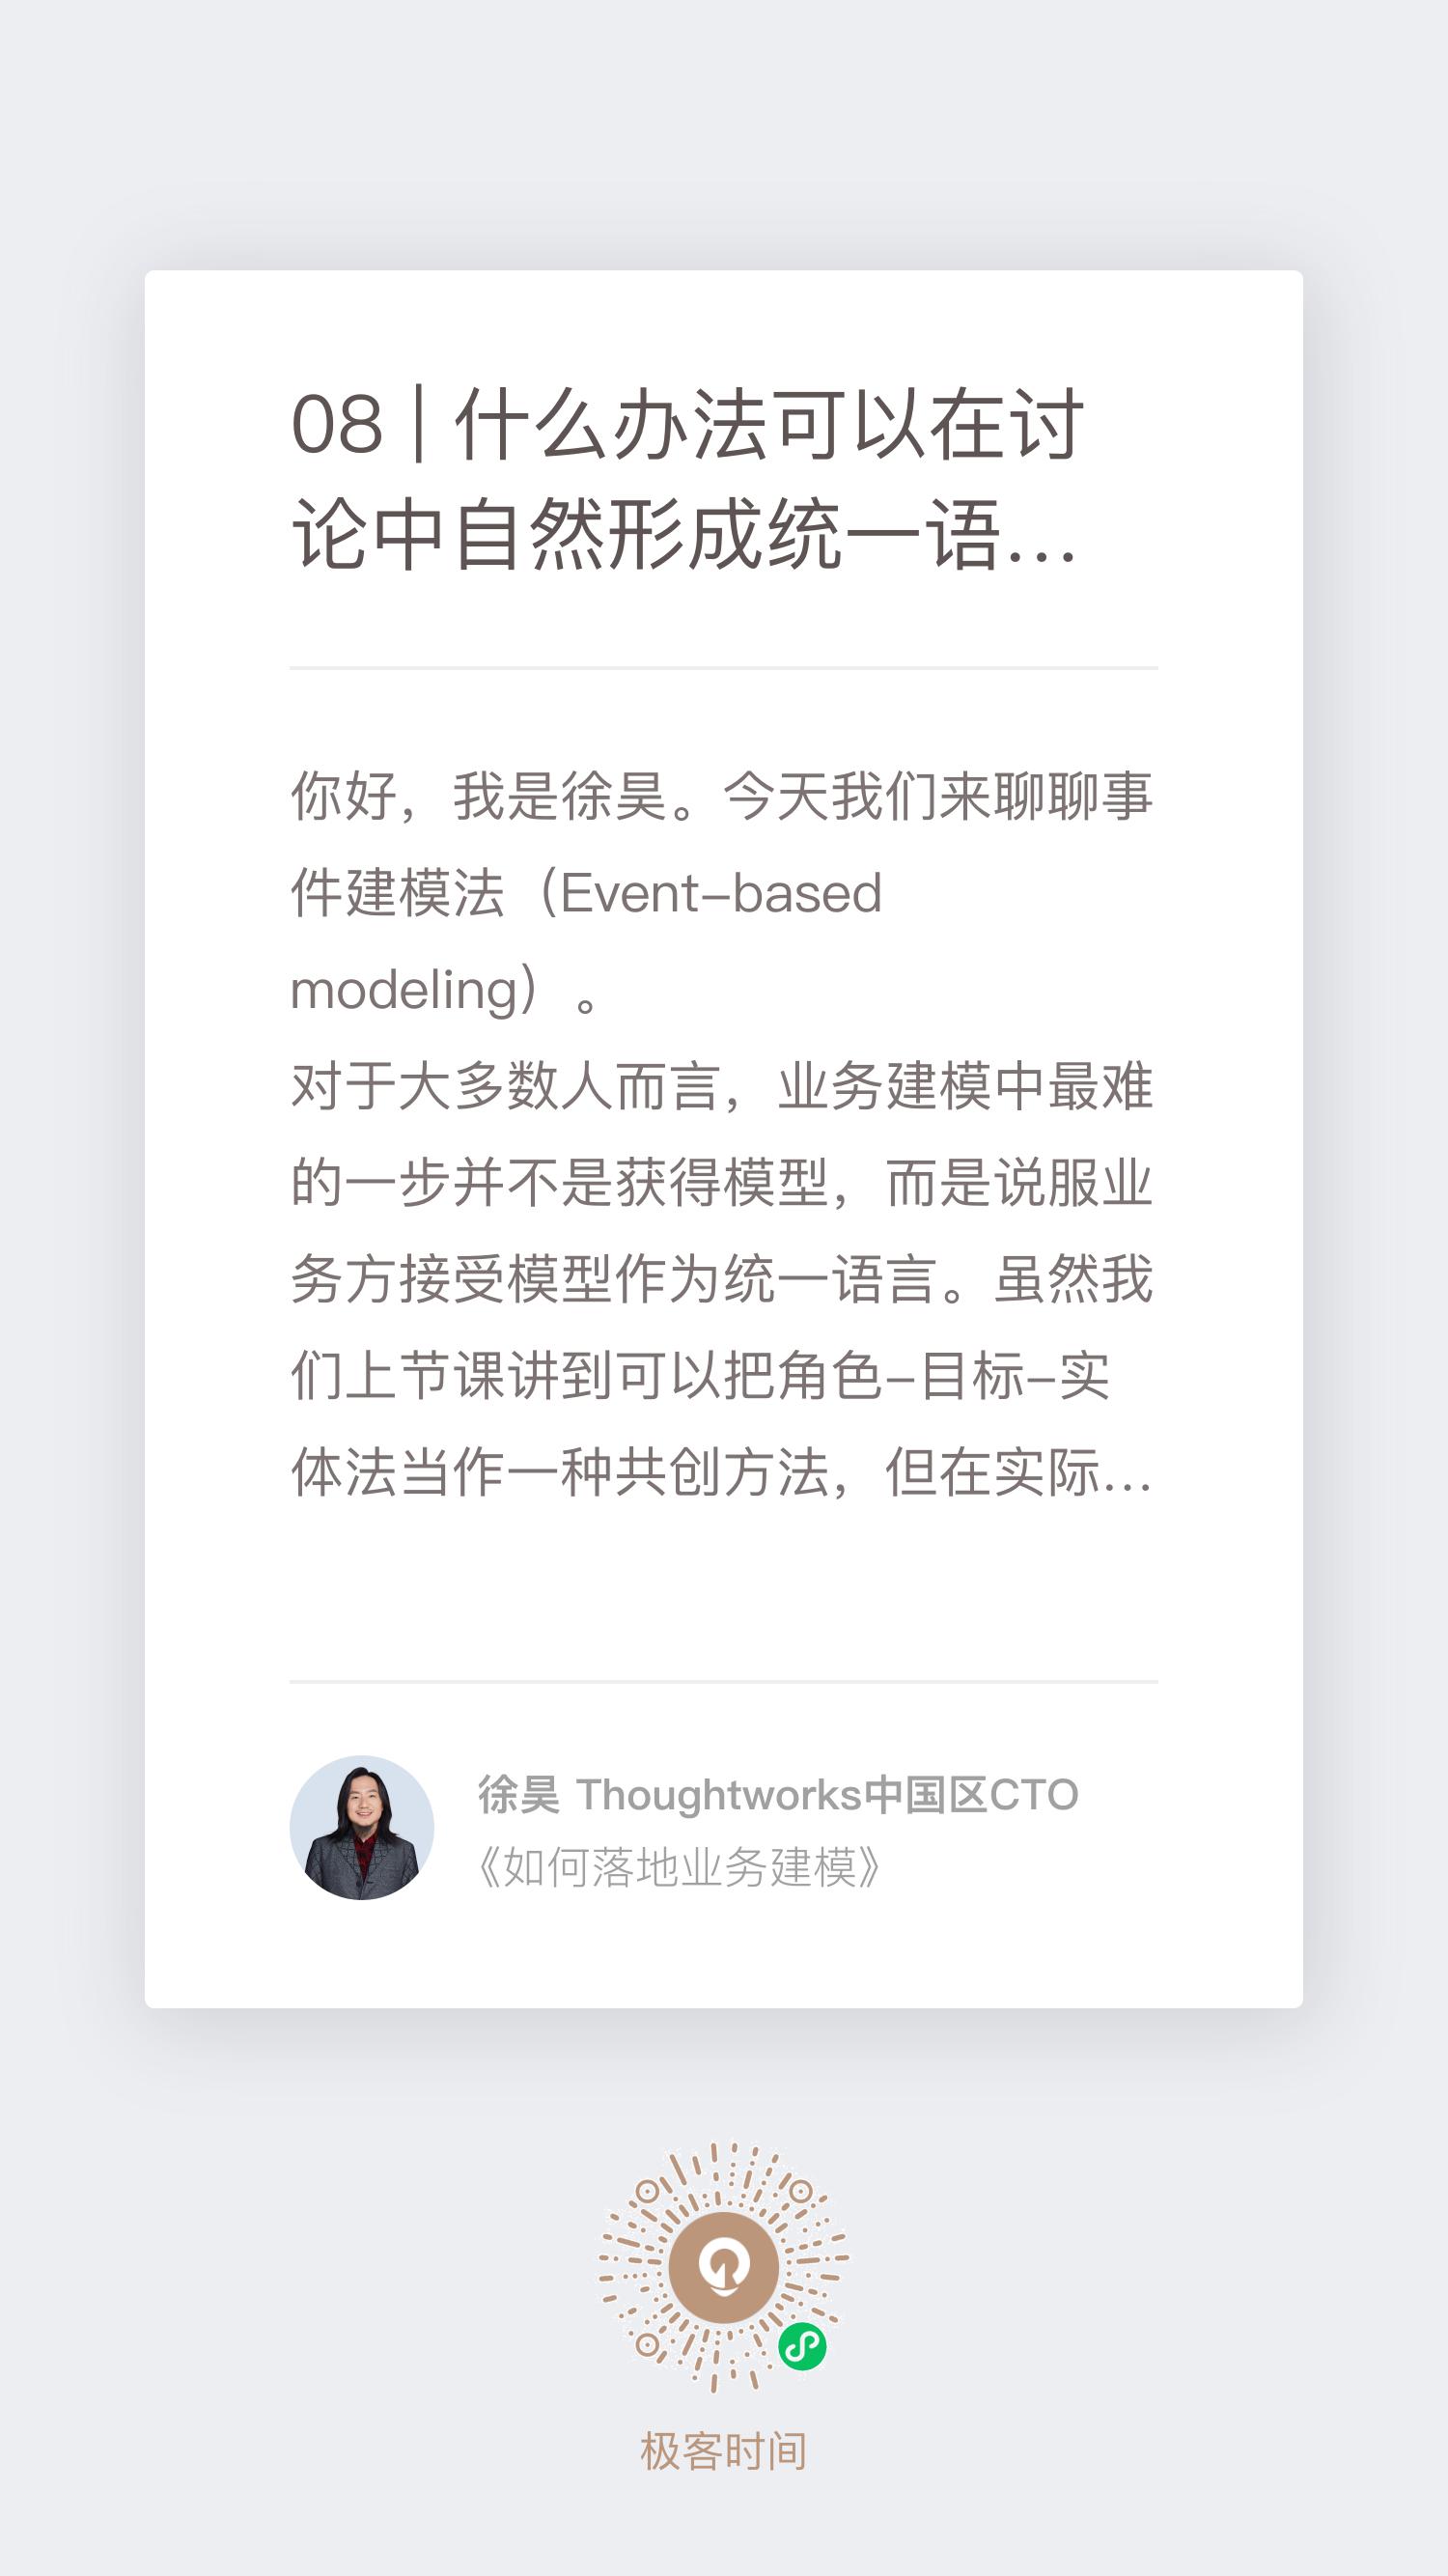 08 | 什么办法可以在讨
论中自然形成统一语...
你好，我是徐昊。今天我们来聊聊事
件建模法（Event-based
modeling）。
对于大多数人而言，业务建模中最难
的一步并不是获得模型，而是说服业
务方接受模型作为统一语言。虽然我
们上节课讲到可以把角色-目标-实
体法当作一种共创方法，但在实际...
徐昊 Thoughtworks中国区CTO
《如何落地业务建模》
极客时间